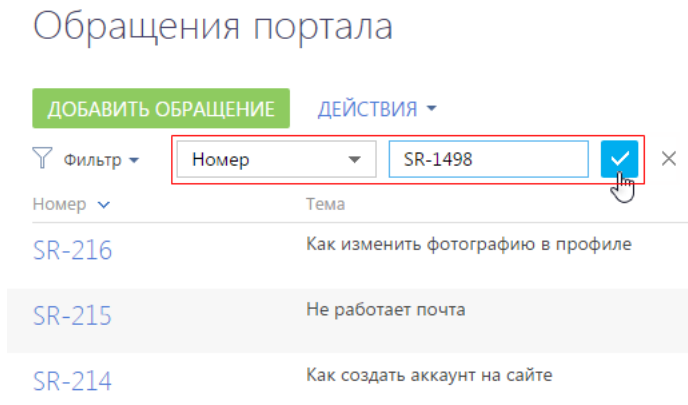 Обращения портала
ДОБАВИТЬ ОБРАЩЕНИЕ ДЕЙСТВИЯ
Фильтр Номер SR-1498
Номер Тема
SR-216 Как изменить фотографию в профиле
SR-215 Не работает почта
SR-214 Как создать аккаунт на сайте